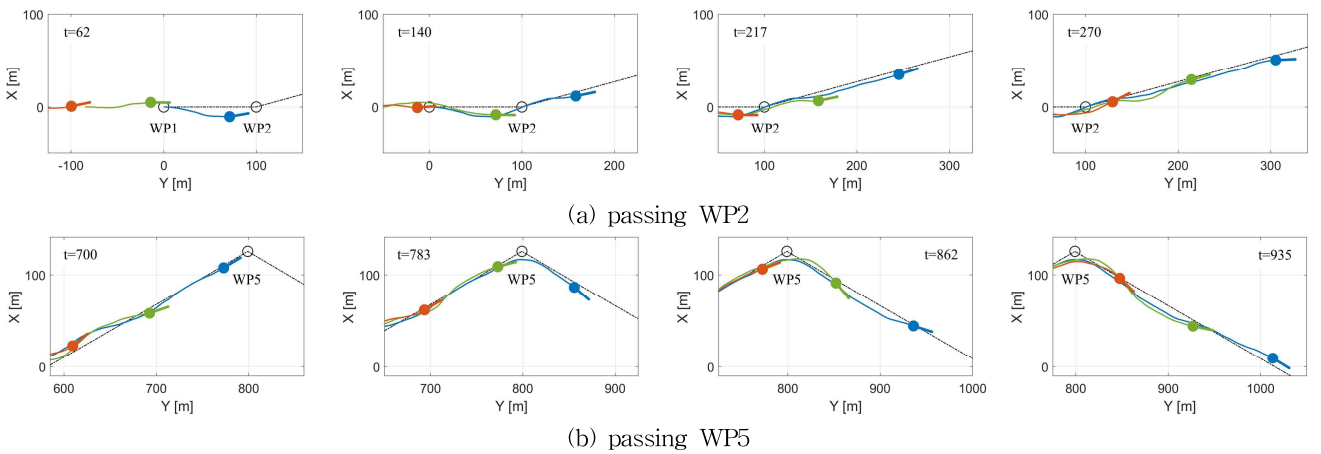 t=62 t=140 t=217 t=270
100 100 100 100
X [m] X [m] X [m] X [m]
0 0 0 0
WP1 WP2 WP2 WP2 WP2
-100 0 100 0 100 200 100 200 300 100 200 300
Y [m] Y [m] Y [m] Y [m]
(a) passing WP2
t=700 t=783 t=862 t=935
100 100 100 100
WP5 WP5 WP5 WP5
X [m] X [m] X [m] X [m]
0 0 0 0
600 700 800 700 800 900 800 900 1000 800 900 1000
Y [m] Y [m] Y [m] Y [m]
(b) passing WP5